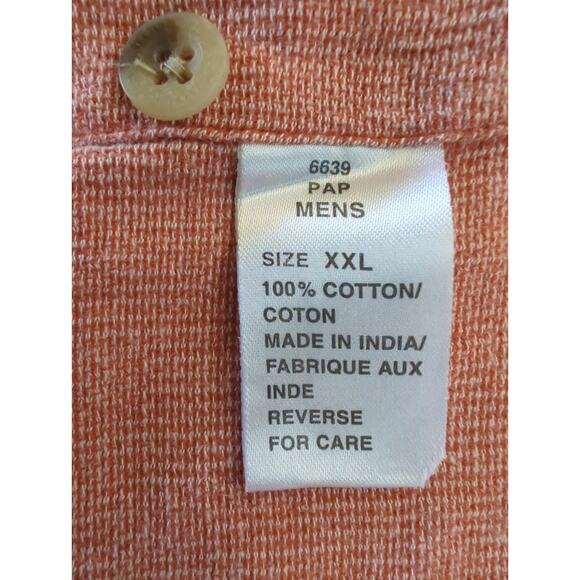 6639
PAP
MENS
SIZE XXL
100% COTTON/
COTON
MADE IN INDIA/
FABRIQUE AUX
INDE
REVERSE
FOR CARE